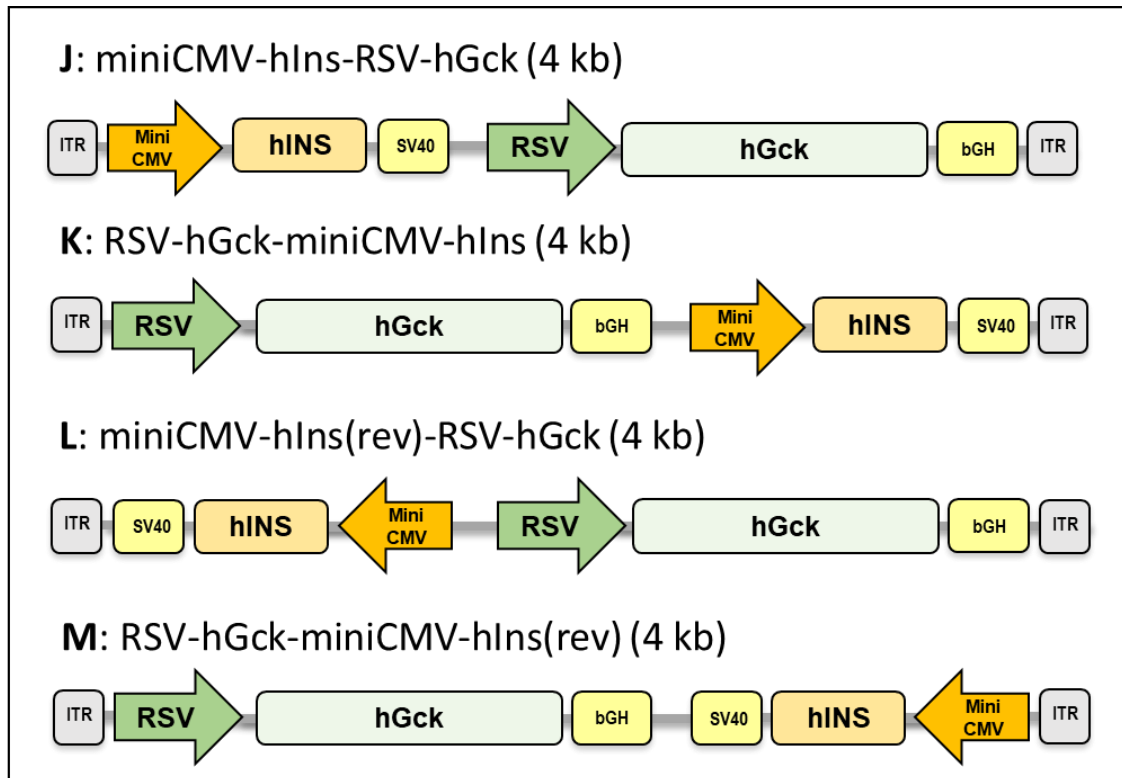 J: miniCMV-hIns-RSV-hGck (4 kb)
ITR Mini CMV hINS SV40 RSV hGck bGH ITR
K: RSV-hGck-miniCMV-hIns (4 kb)
ITR RSV hGck bGH Mini CMV hINS SV40 ITR
L: miniCMV-hIns(rev)-RSV-hGck (4 kb)
ITR SV40 hINS Mini CMV RSV hGck bGH ITR
M: RSV-hGck-miniCMV-hIns(rev) (4 kb)
ITR RSV hGck bGH SV40 hINS Mini CMV ITR